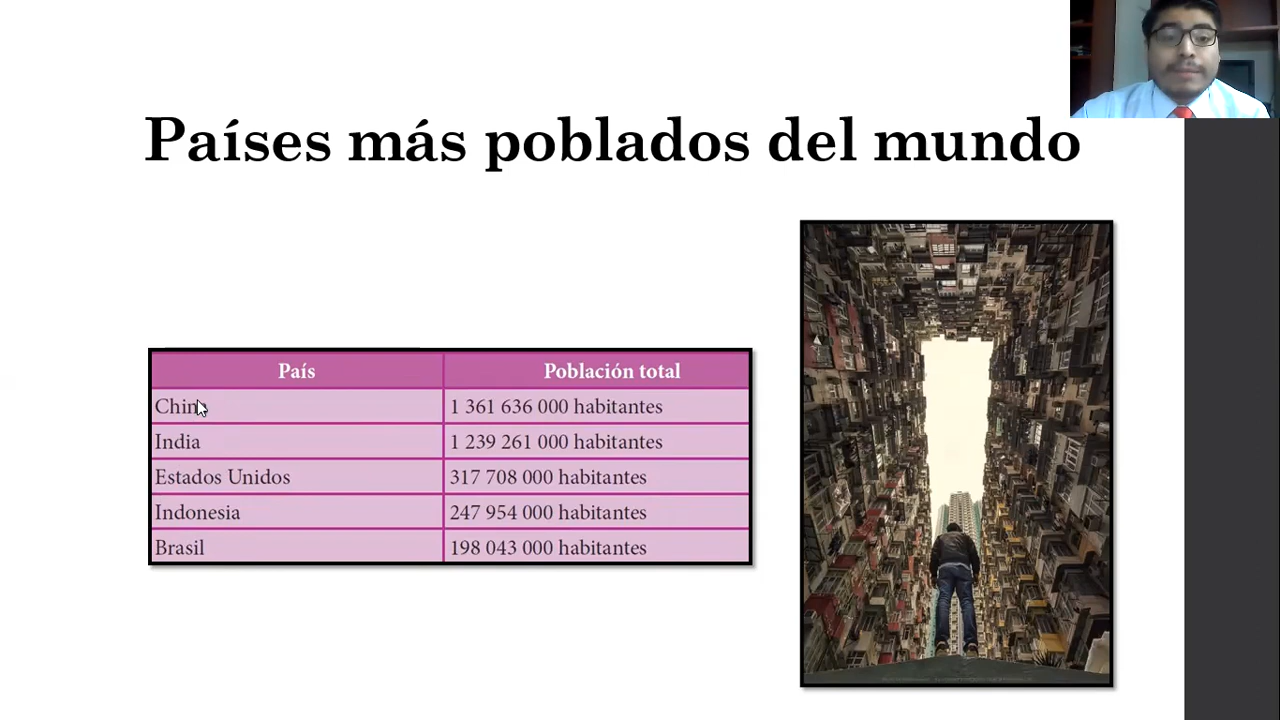 Países más poblados del mundo
País Población total
China 1 361 636 000 habitantes
India 1 239 261 000 habitantes
Estados Unidos 317 708 000 habitantes
Indonesia 247 954 000 habitantes
Brasil 198 043 000 habitantes